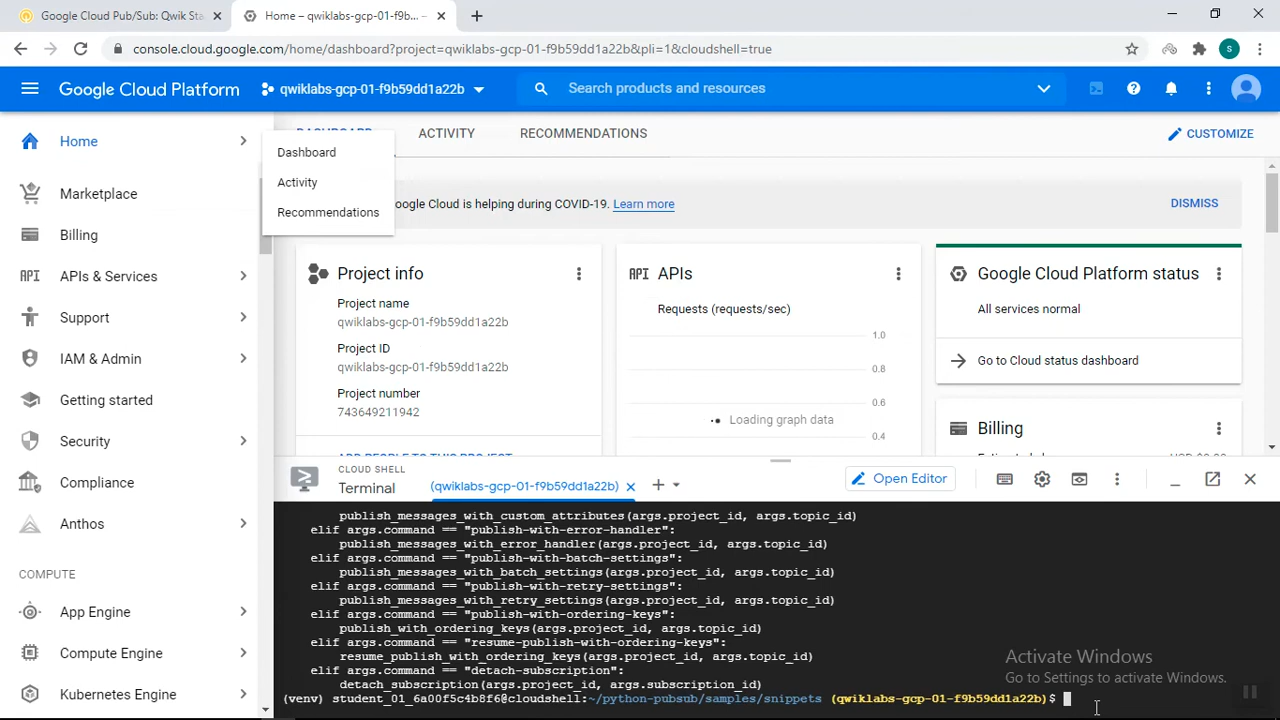 Google Cloud Pub/Sub: Qwik Sta
Home – qwiklabs-gcp-01-f9b...
console.cloud.google.com/home/dashboard?project=qwiklabs-gcp-01-f9b59dd1a22b&pli=1&cloudshell=true
S
Google Cloud Platform
qwiklabs-gcp-01-f9b59dd1a22b
Search products and resources
Home
Marketplace
Billing
API APIs & Services
Support
IAM & Admin
Getting started
Security
Compliance
Anthos
COMPUTE
App Engine
Compute Engine
Kubernetes Engine
Dashboard
Activity
Recommendations
DASHBOARD
ACTIVITY
RECOMMENDATIONS
CUSTOMIZE
oogle Cloud is helping during COVID-19. Learn more
DISMISS
Project info
Project name
qwiklabs-gcp-01-f9b59dd1a22b
Project ID
qwiklabs-gcp-01-f9b59dd1a22b
Project number
743649211942
ADD PEOPLE TO THIS PROJECT
API APIs
Requests (requests/sec)
1.0
0.8
0.6
0.4
Loading graph data
Google Cloud Platform status
All services normal
Go to Cloud status dashboard
Billing
CLOUD SHELL
Terminal
(qwiklabs-gcp-01-f9b59dd1a22b)
Open Editor
publish_messages_with_custom_attributes(args.project_id, args.topic_id)
elif args.command == "publish-with-error-handler":
publish_messages_with_error_handler(args.project_id, args.topic_id)
elif args.command == "publish-with-batch-settings":
publish_messages_with_batch_settings(args.project_id, args.topic_id)
elif args.command == "publish-with-retry-settings":
publish_messages_with_retry_settings(args.project_id, args.topic_id)
elif args.command == "publish-with-ordering-keys":
publish_with_ordering_keys(args.project_id, args.topic_id)
elif args.command == "resume-publish-with-ordering-keys":
resume_publish_with_ordering_keys(args.project_id, args.topic_id)
elif args.command == "detach-subscription":
detach_subscription(args.project_id, args.subscription_id)
(venv) student_01_6a00f5c4b8f6@cloudshell:~/python-pubsub/samples/snippets (qwiklabs-gcp-01-f9b59dd1a22b)$
Activate Windows
Go to Settings to activate Windows.